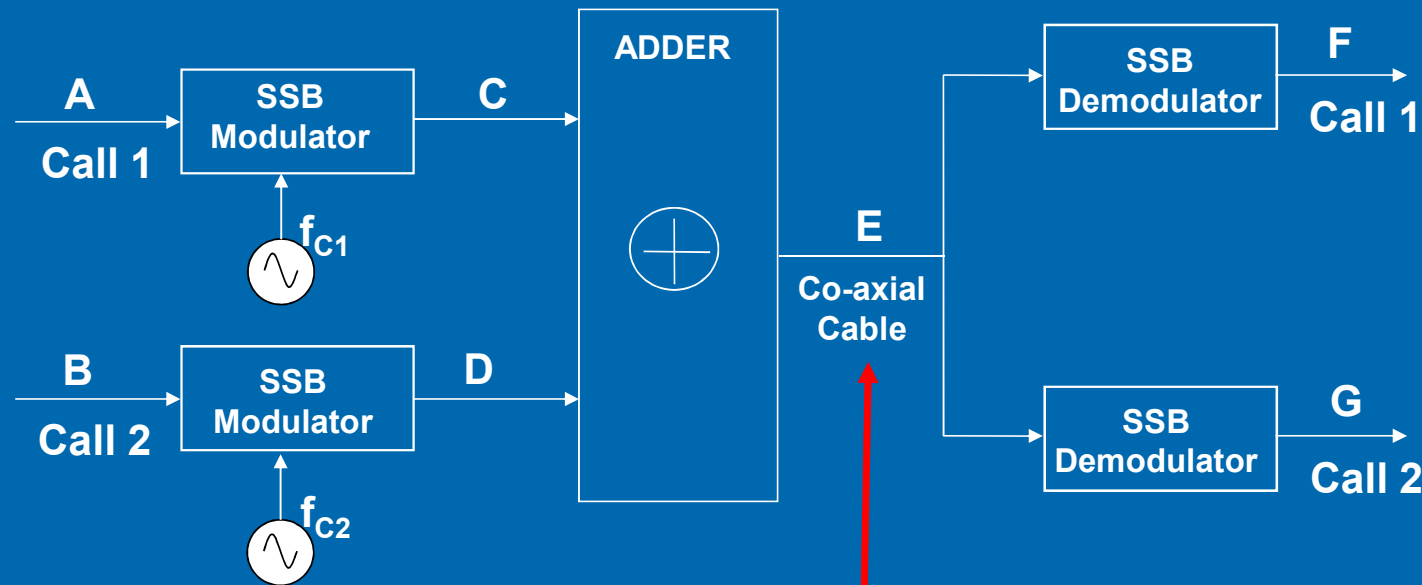 A
Call 1
SSB
Modulator
fC1
C
B
Call 2
SSB
Modulator
fC2
D
ADDER
E
Co-axial
Cable
SSB
Demodulator
F
Call 1
SSB
Demodulator
G
Call 2